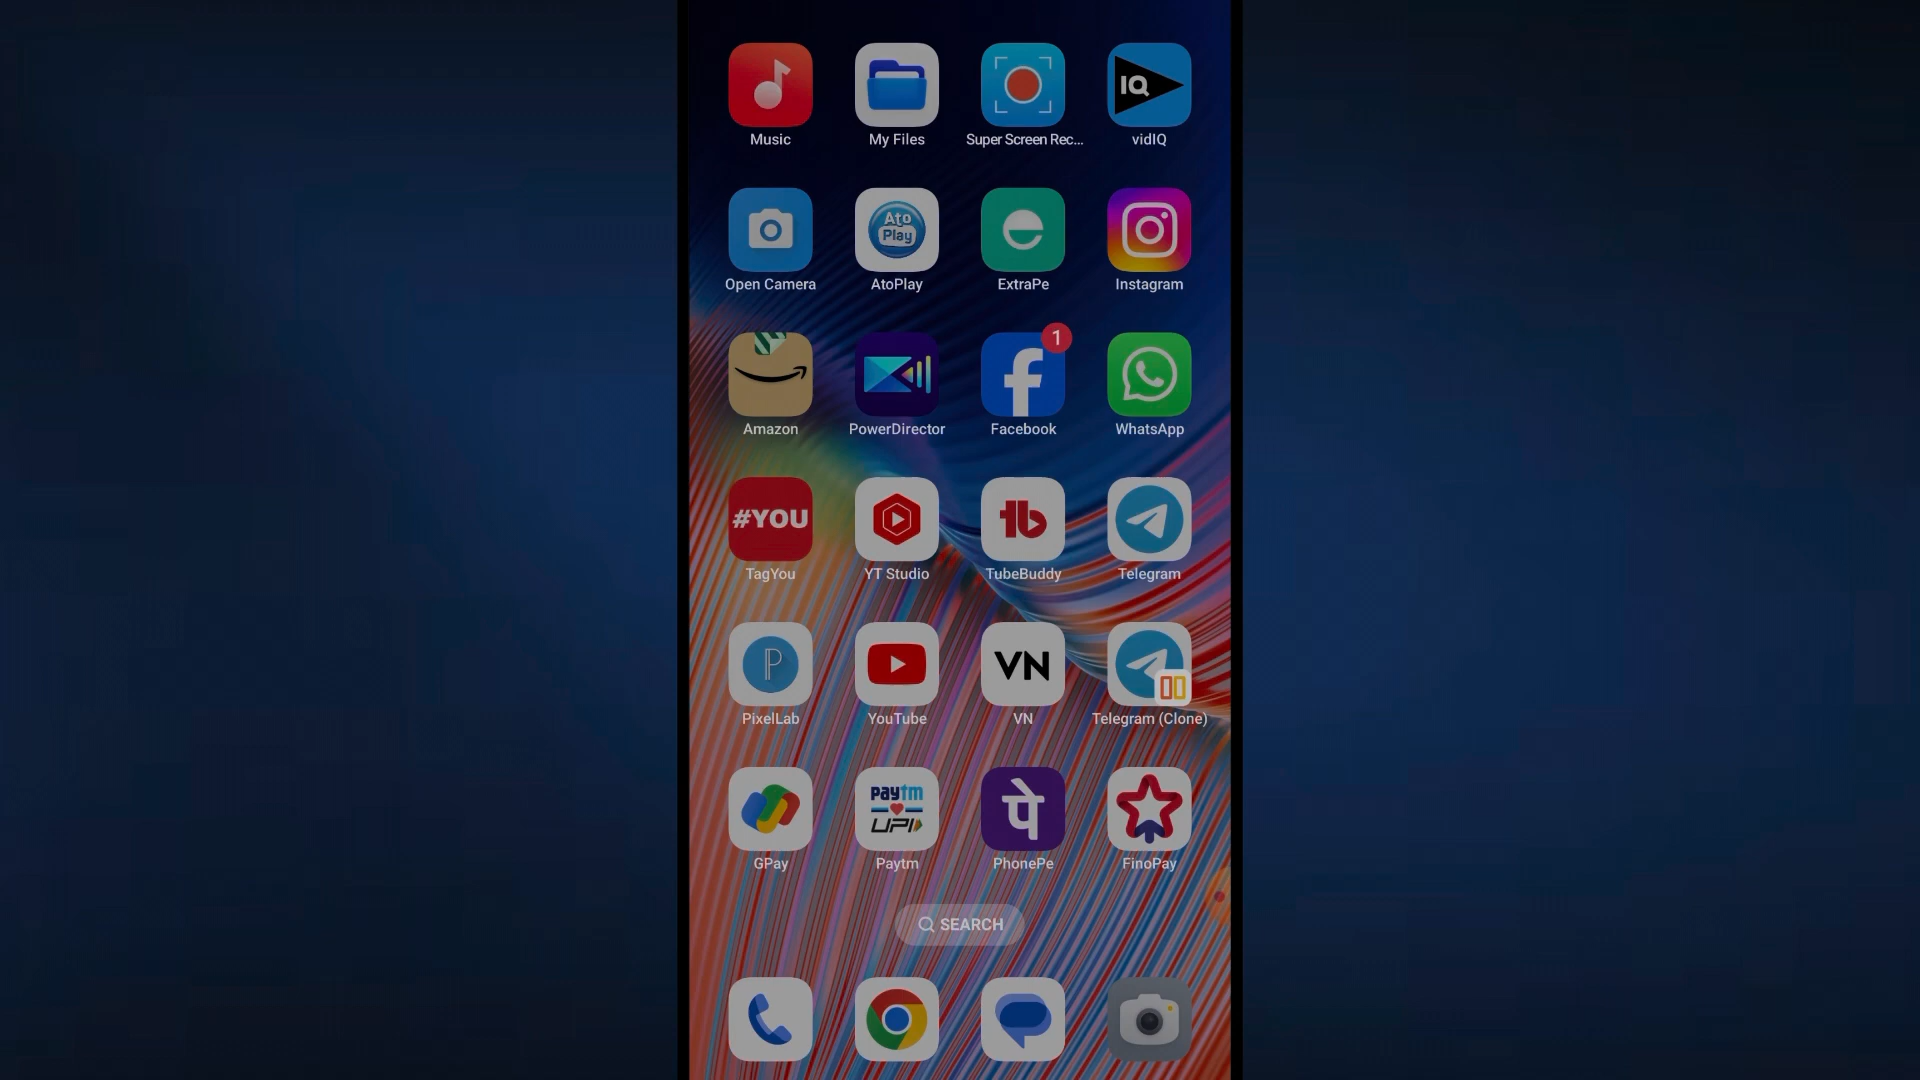 IQ
Music My Files Super Screen Rec... vidIQ
Ato
Play
Open Camera AtoPlay ExtraPe Instagram
1
Amazon PowerDirector Facebook WhatsApp
#YOU
TagYou YT Studio TubeBuddy Telegram
VN
PixelLab YouTube VN Telegram (Clone)
paytm
UPI
पे
GPay Paytm PhonePe FinoPay
SEARCH